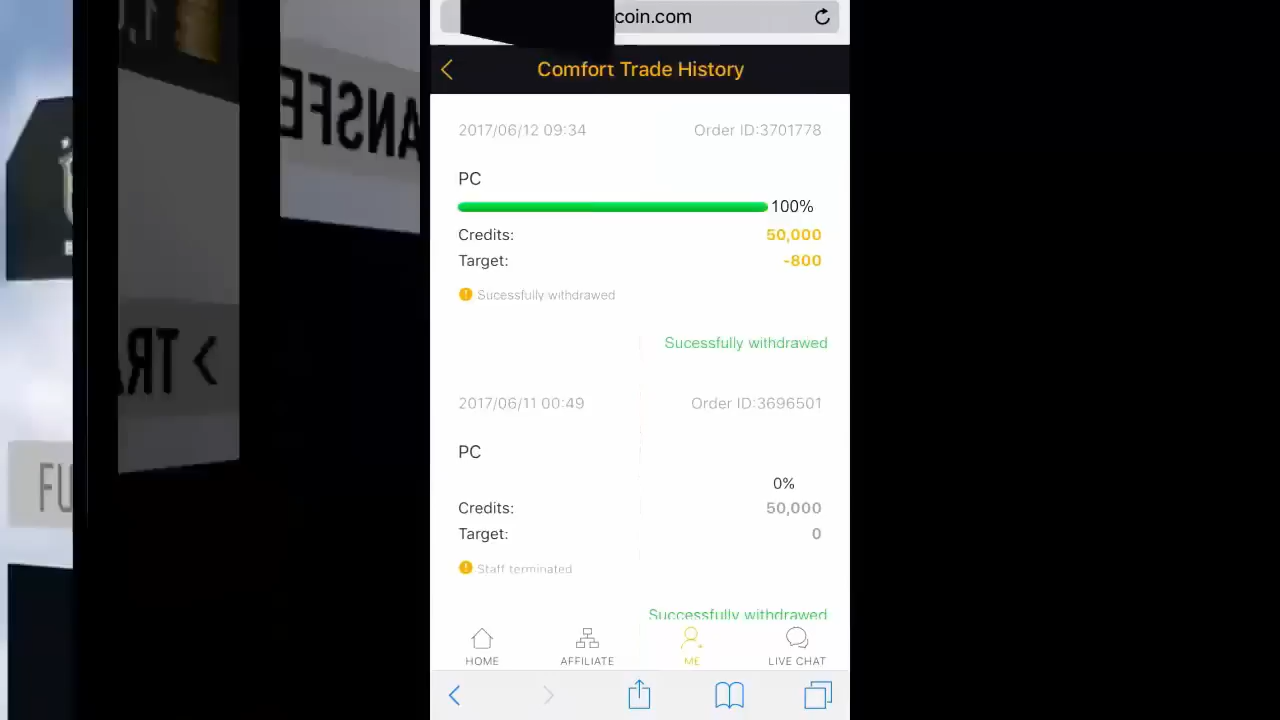 coin.com
Comfort Trade History
2017/06/12 09:34 Order ID:3701778
PC
100%
Credits: 50,000
Target: -800
Sucessfully withdrawed
Sucessfully withdrawed
2017/06/11 00:49 Order ID:3696501
PC
0%
Credits: 50,000
Target: 0
Staff terminated
Successfully withdrawed
HOME AFFILIATE ME LIVE CHAT